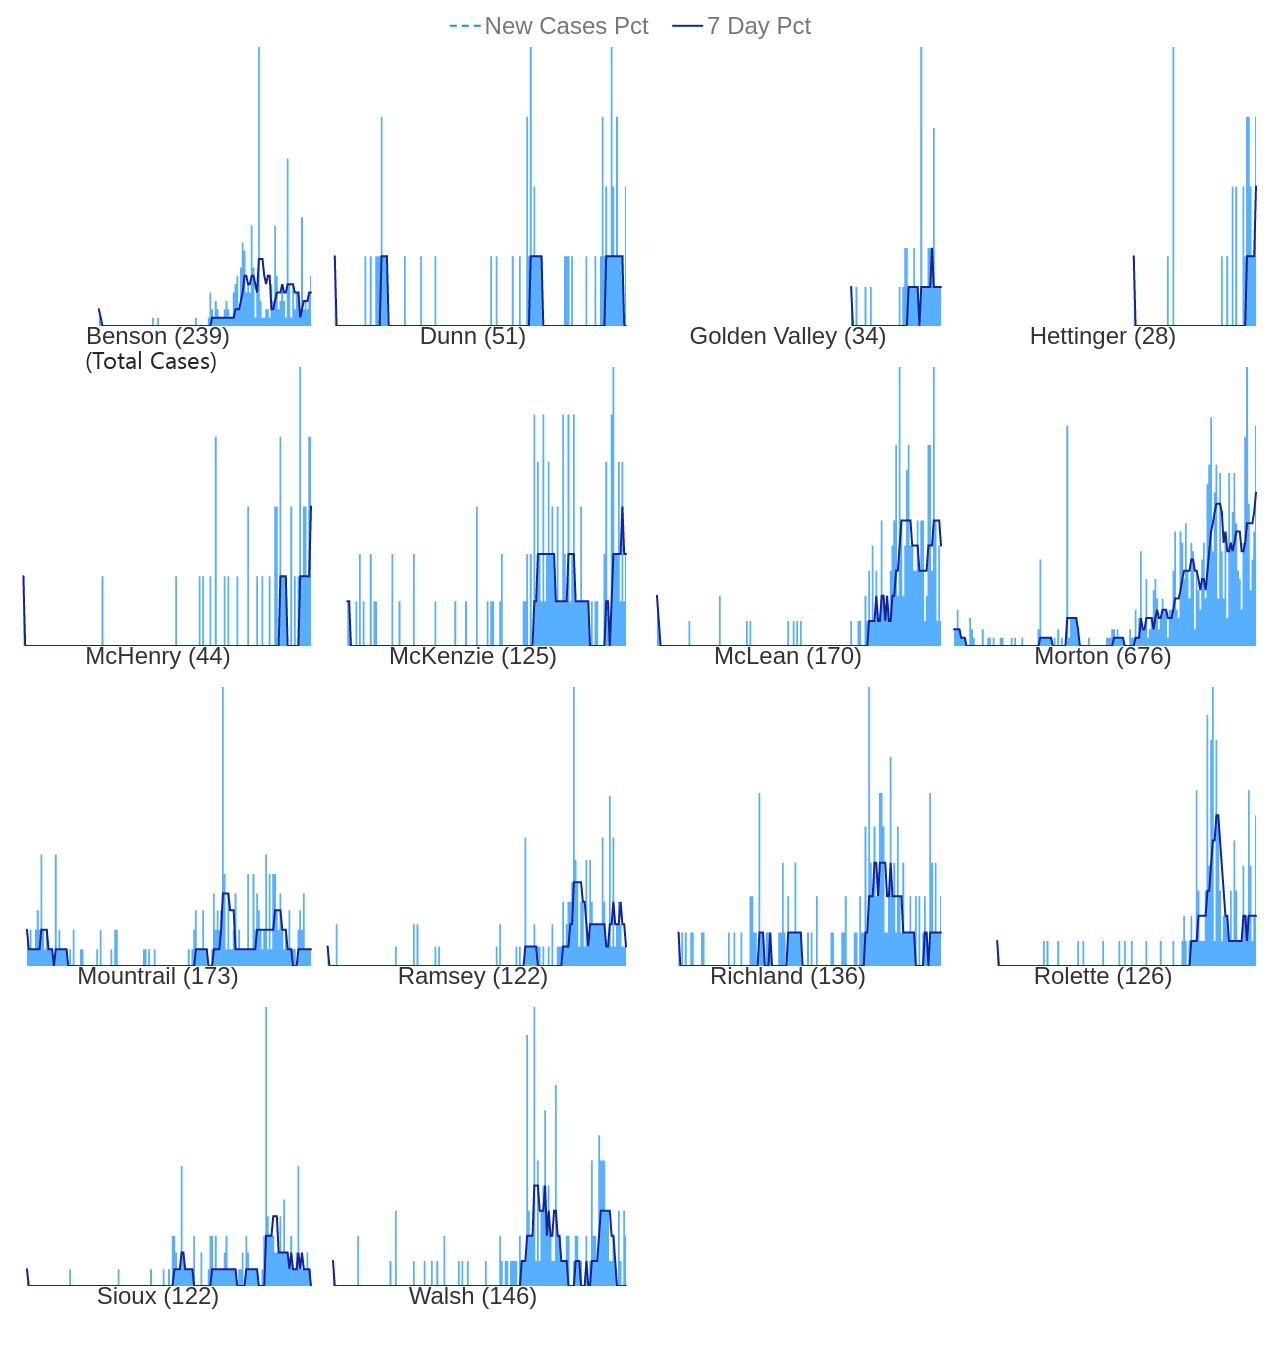 New Cases Pct 7 Day Pct
Benson (239) Dunn (51) Golden Valley (34) Hettinger (28)
(Total Cases)
McHenry (44) McKenzie (125) McLean (170) Morton (676)
Mountrail (173) Ramsey (122) Richland (136) Rolette (126)
Sioux (122) Walsh (146)